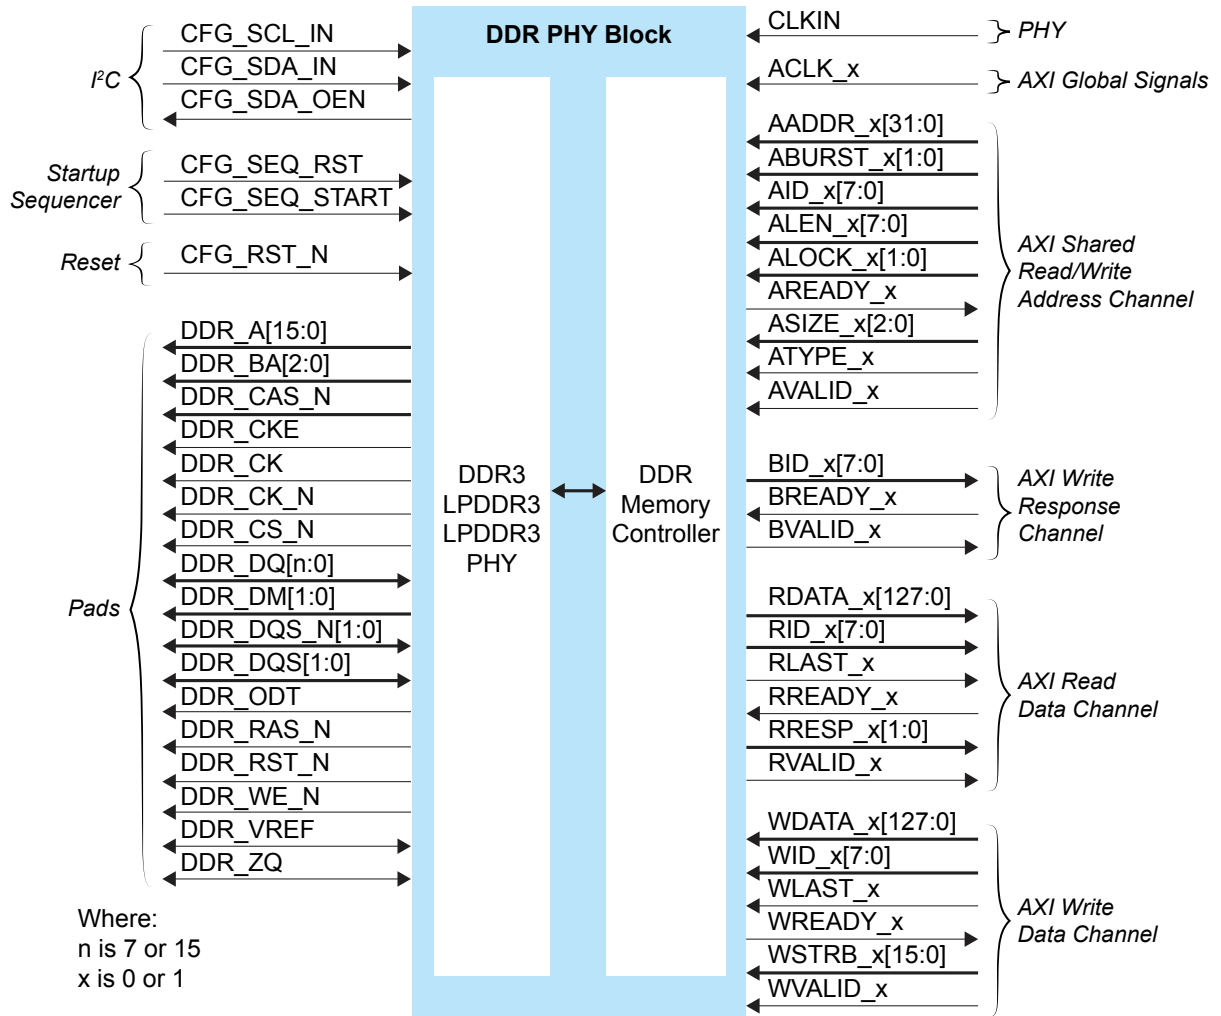 CFG_SCL_IN
CFG_SDA_IN
CFG_SDA_OEN
I²C
CFG_SEQ_RST
CFG_SEQ_START
Startup
Sequencer
CFG_RST_N
Reset
DDR_A[15:0]
DDR_BA[2:0]
DDR_CAS_N
DDR_CKE
DDR_CK
DDR_CK_N
DDR_CS_N
DDR_DQ[n:0]
DDR_DM[1:0]
DDR_DQS_N[1:0]
DDR_DQS[1:0]
DDR_ODT
DDR_RAS_N
DDR_RST_N
DDR_WE_N
DDR_VREF
DDR_ZQ
Pads
Where:
n is 7 or 15
x is 0 or 1
DDR PHY Block
DDR3
LPDDR3
LPDDR3
PHY
DDR
Memory
Controller
CLKIN
PHY
ACLK_x
AXI Global Signals
AADDR_x[31:0]
ABURST_x[1:0]
AID_x[7:0]
ALEN_x[7:0]
ALOCK_x[1:0]
AREADY_x
ASIZE_x[2:0]
ATYPE_x
AVALID_x
AXI Shared
Read/Write
Address Channel
BID_x[7:0]
BREADY_x
BVALID_x
AXI Write
Response
Channel
RDATA_x[127:0]
RID_x[7:0]
RLAST_x
RREADY_x
RRESP_x[1:0]
RVALID_x
AXI Read
Data Channel
WDATA_x[127:0]
WID_x[7:0]
WLAST_x
WREADY_x
WSTRB_x[15:0]
WVALID_x
AXI Write
Data Channel